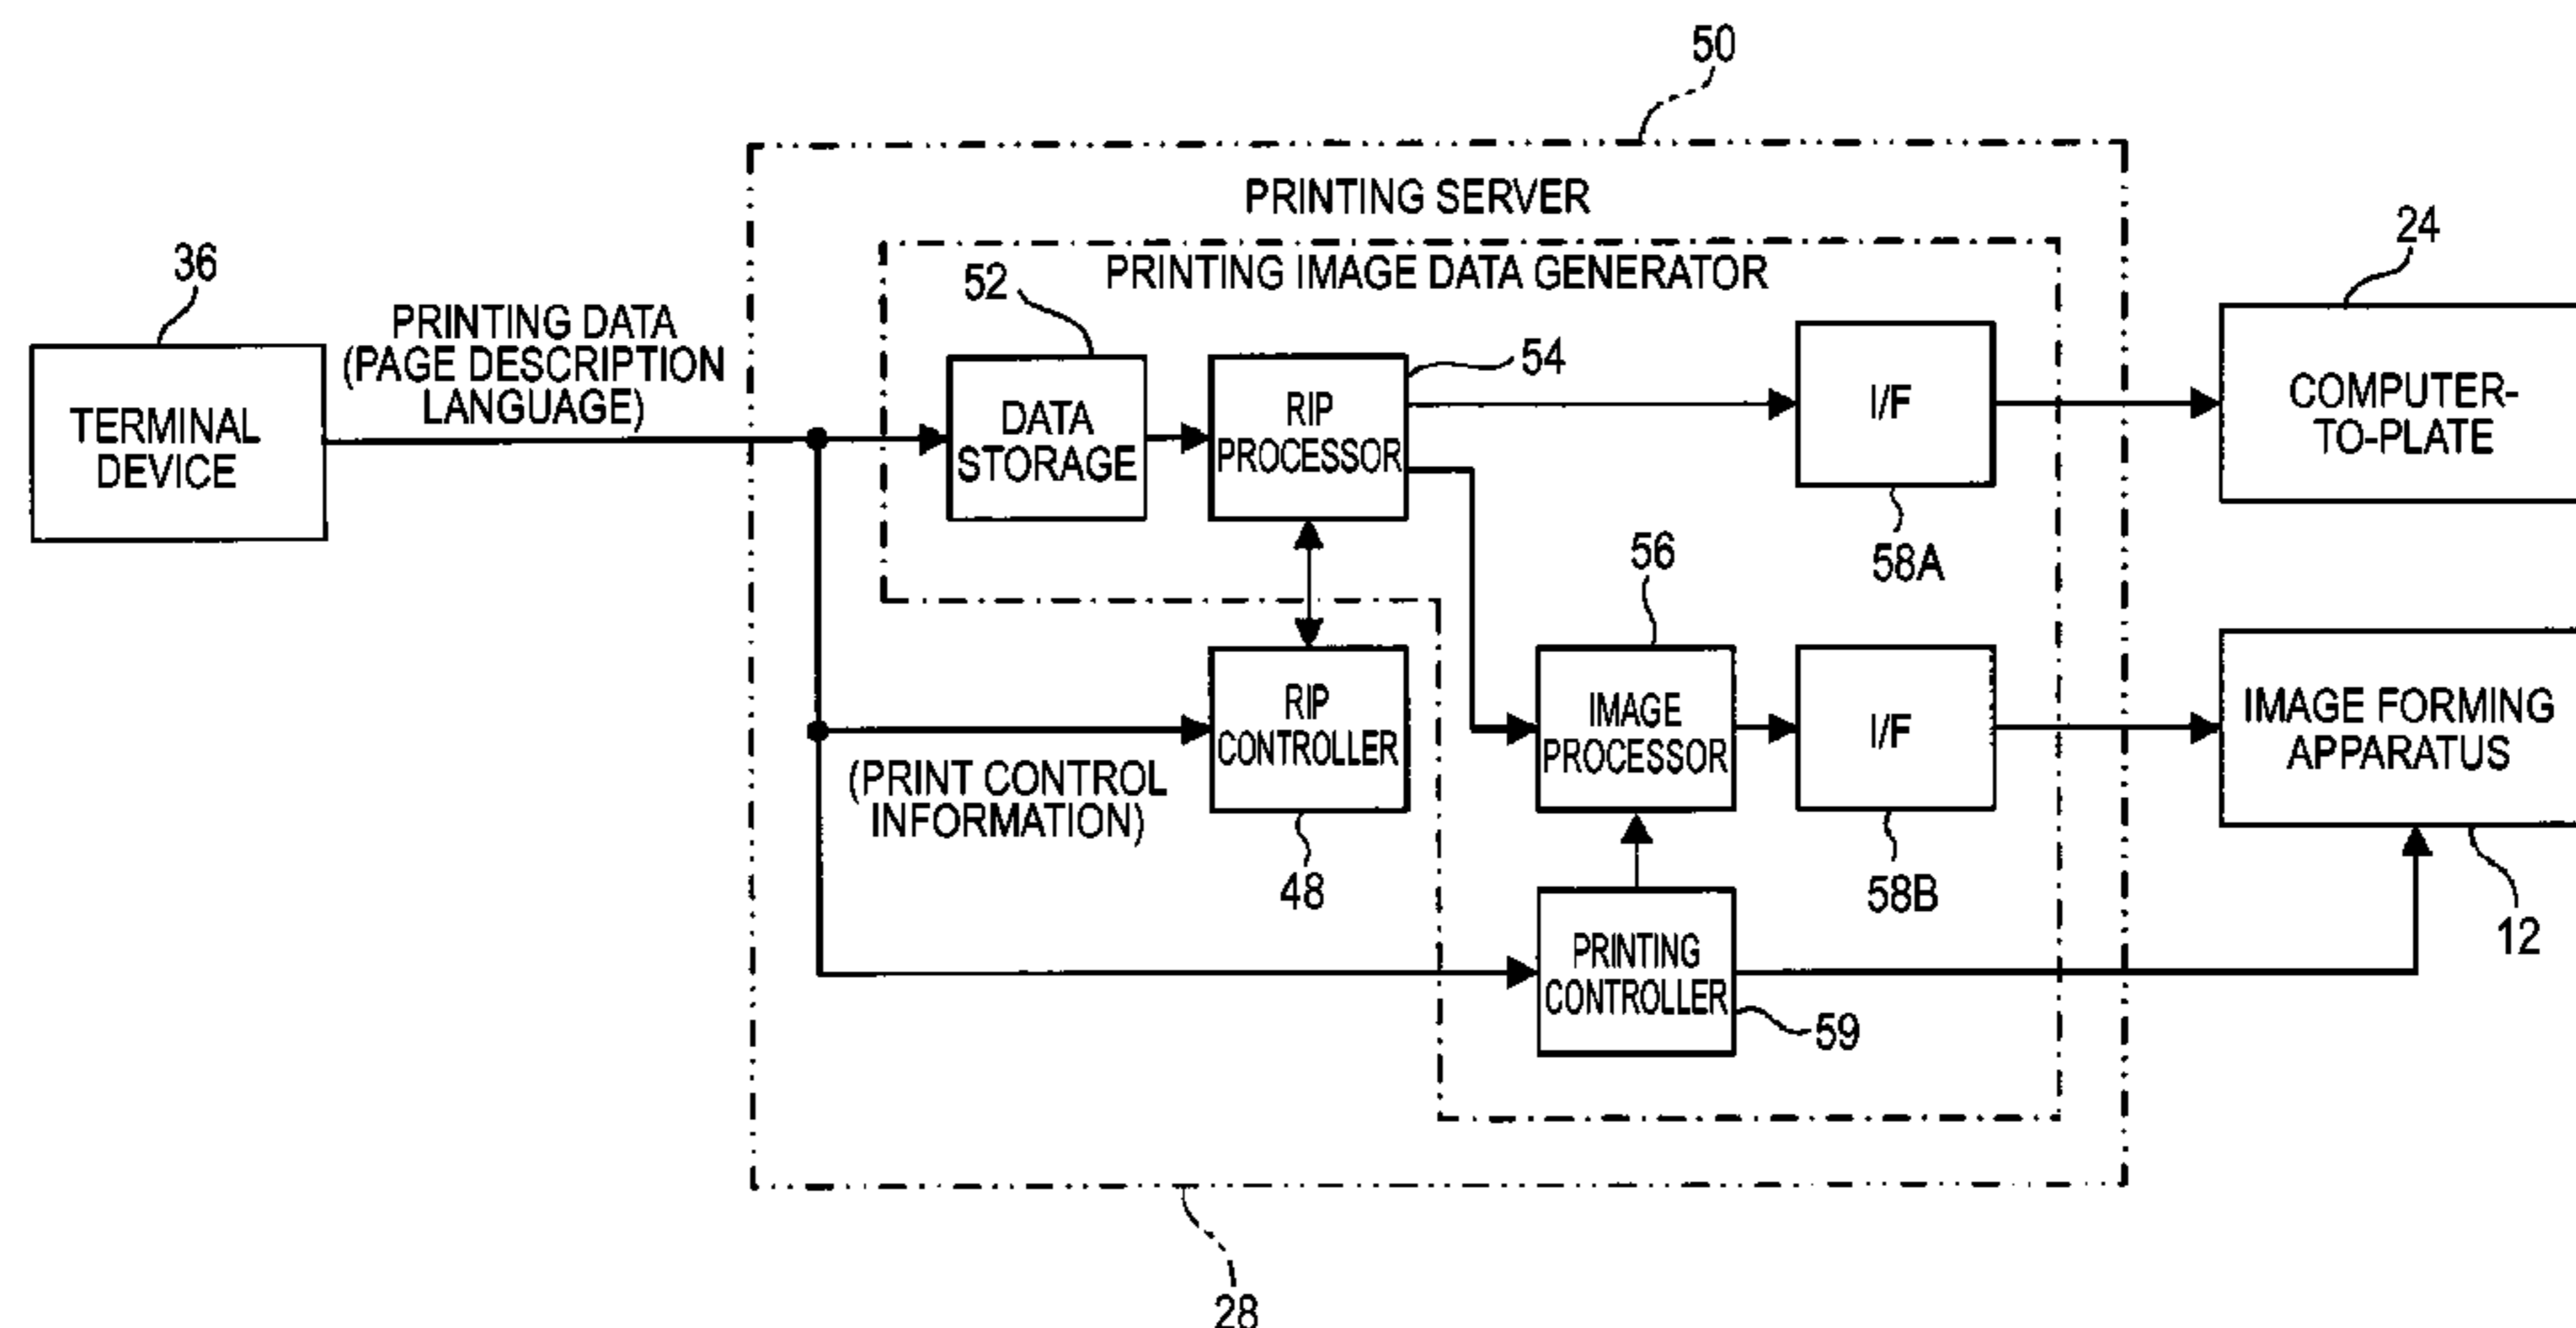 50
PRINTING SERVER
36
PRINTING DATA
(PAGE DESCRIPTION
LANGUAGE)
TERMINAL
DEVICE
52
PRINTING IMAGE DATA GENERATOR
24
DATA
STORAGE
RIP
PROCESSOR
54
I/F
58A
COMPUTER-
TO-PLATE
56
RIP
CONTROLLER
48
(PRINT CONTROL
INFORMATION)
IMAGE
PROCESSOR
I/F
58B
IMAGE FORMING
APPARATUS
12
PRINTING
CONTROLLER
59
28